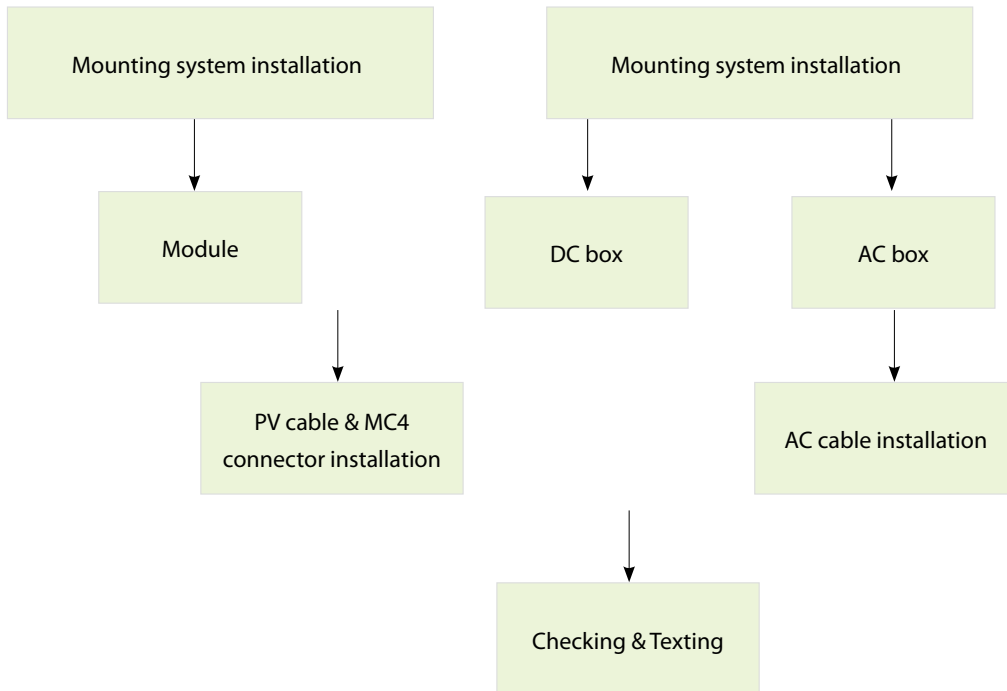 Mounting system installation
Mounting system installation
Module
DC box
AC box
PV cable & MC4
connector installation
AC cable installation
Checking & Texting